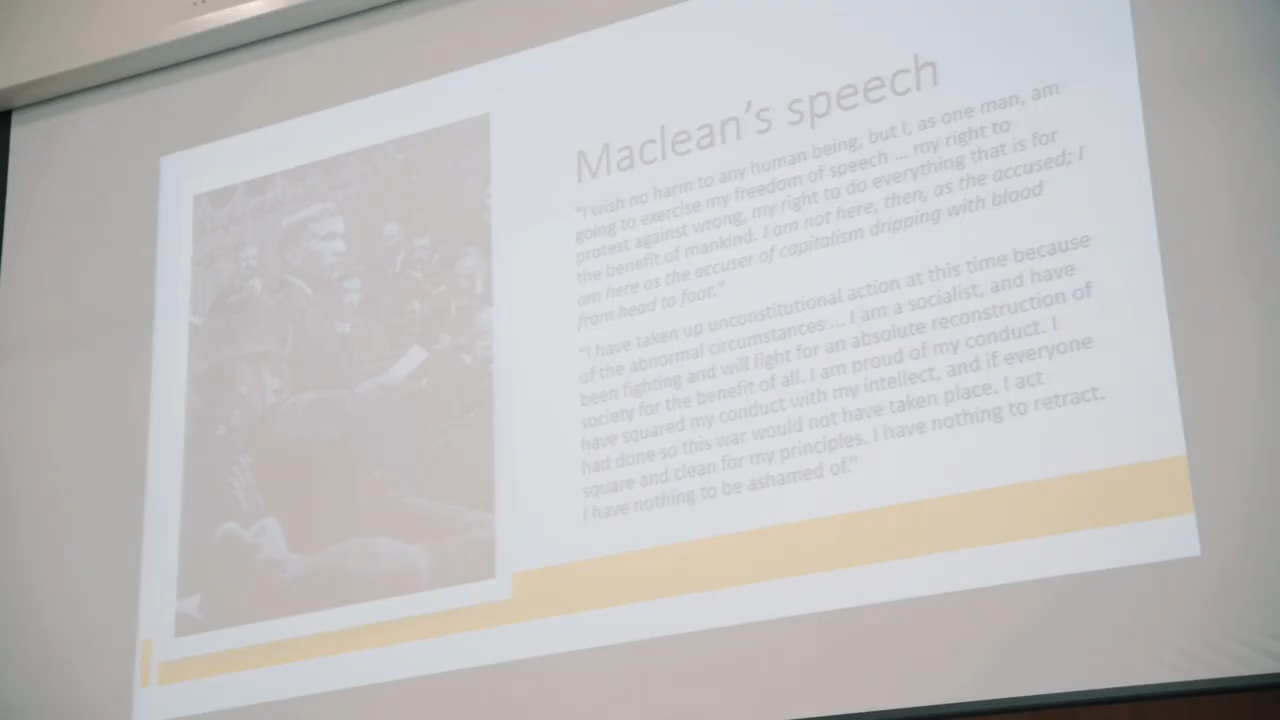 Maclean's speech
"I wish no harm to any human being, but I, as one man, am
going to exercise my freedom of speech ... my right to
protest against wrong, my right to do everything that is for
the benefit of mankind. I am not here, then, as the accused; I
am here as the accuser of capitalism dripping with blood
from head to foot."
"I have taken up unconstitutional action at this time because
of the abnormal circumstances ... I am a socialist, and have
been fighting and will fight for an absolute reconstruction of
society for the benefit of all. I am proud of my conduct. I
have squared my conduct with my intellect, and if everyone
had done so this war would not have taken place. I act
square and clean for my principles. I have nothing to retract.
I have nothing to be ashamed of."